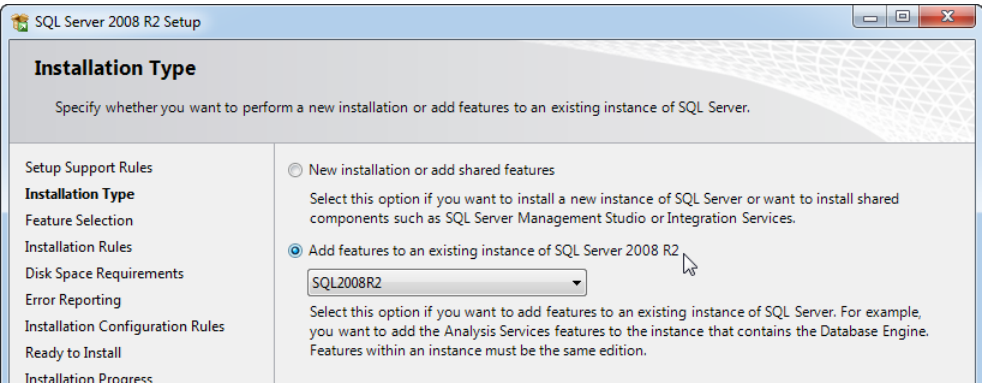 SQL Server 2008 R2 Setup
Installation Type
Specify whether you want to perform a new installation or add features to an existing instance of SQL Server.
Setup Support Rules
Installation Type
Feature Selection
Installation Rules
Disk Space Requirements
Error Reporting
Installation Configuration Rules
Ready to Install
Installation Progress
New installation or add shared features
Select this option if you want to install a new instance of SQL Server or want to install shared
components such as SQL Server Management Studio or Integration Services.
Add features to an existing instance of SQL Server 2008 R2
SQL2008R2
Select this option if you want to add features to an existing instance of SQL Server. For example,
you want to add the Analysis Services features to the instance that contains the Database Engine.
Features within an instance must be the same edition.